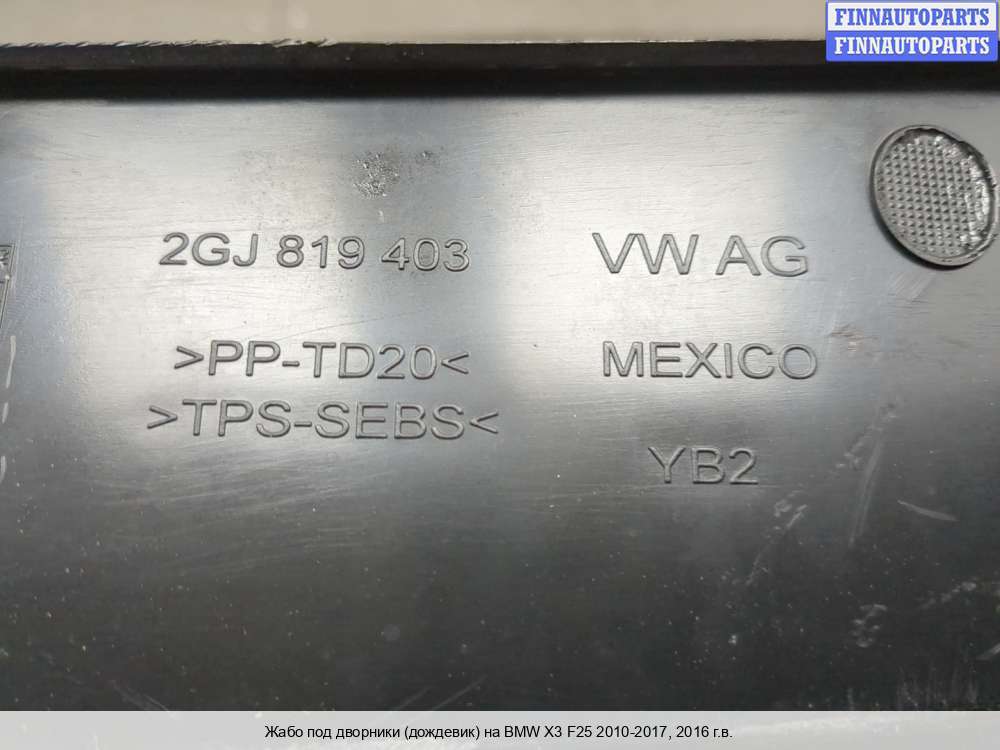 FINNAUTOPARTS
FINNAUTOPARTS
2GJ 819 403
VW AG
>PP-TD20<
MEXICO
>TPS-SEBS<
YB2
Жабо под дворники (дождевик) на BMW X3 F25 2010-2017, 2016 г.в.